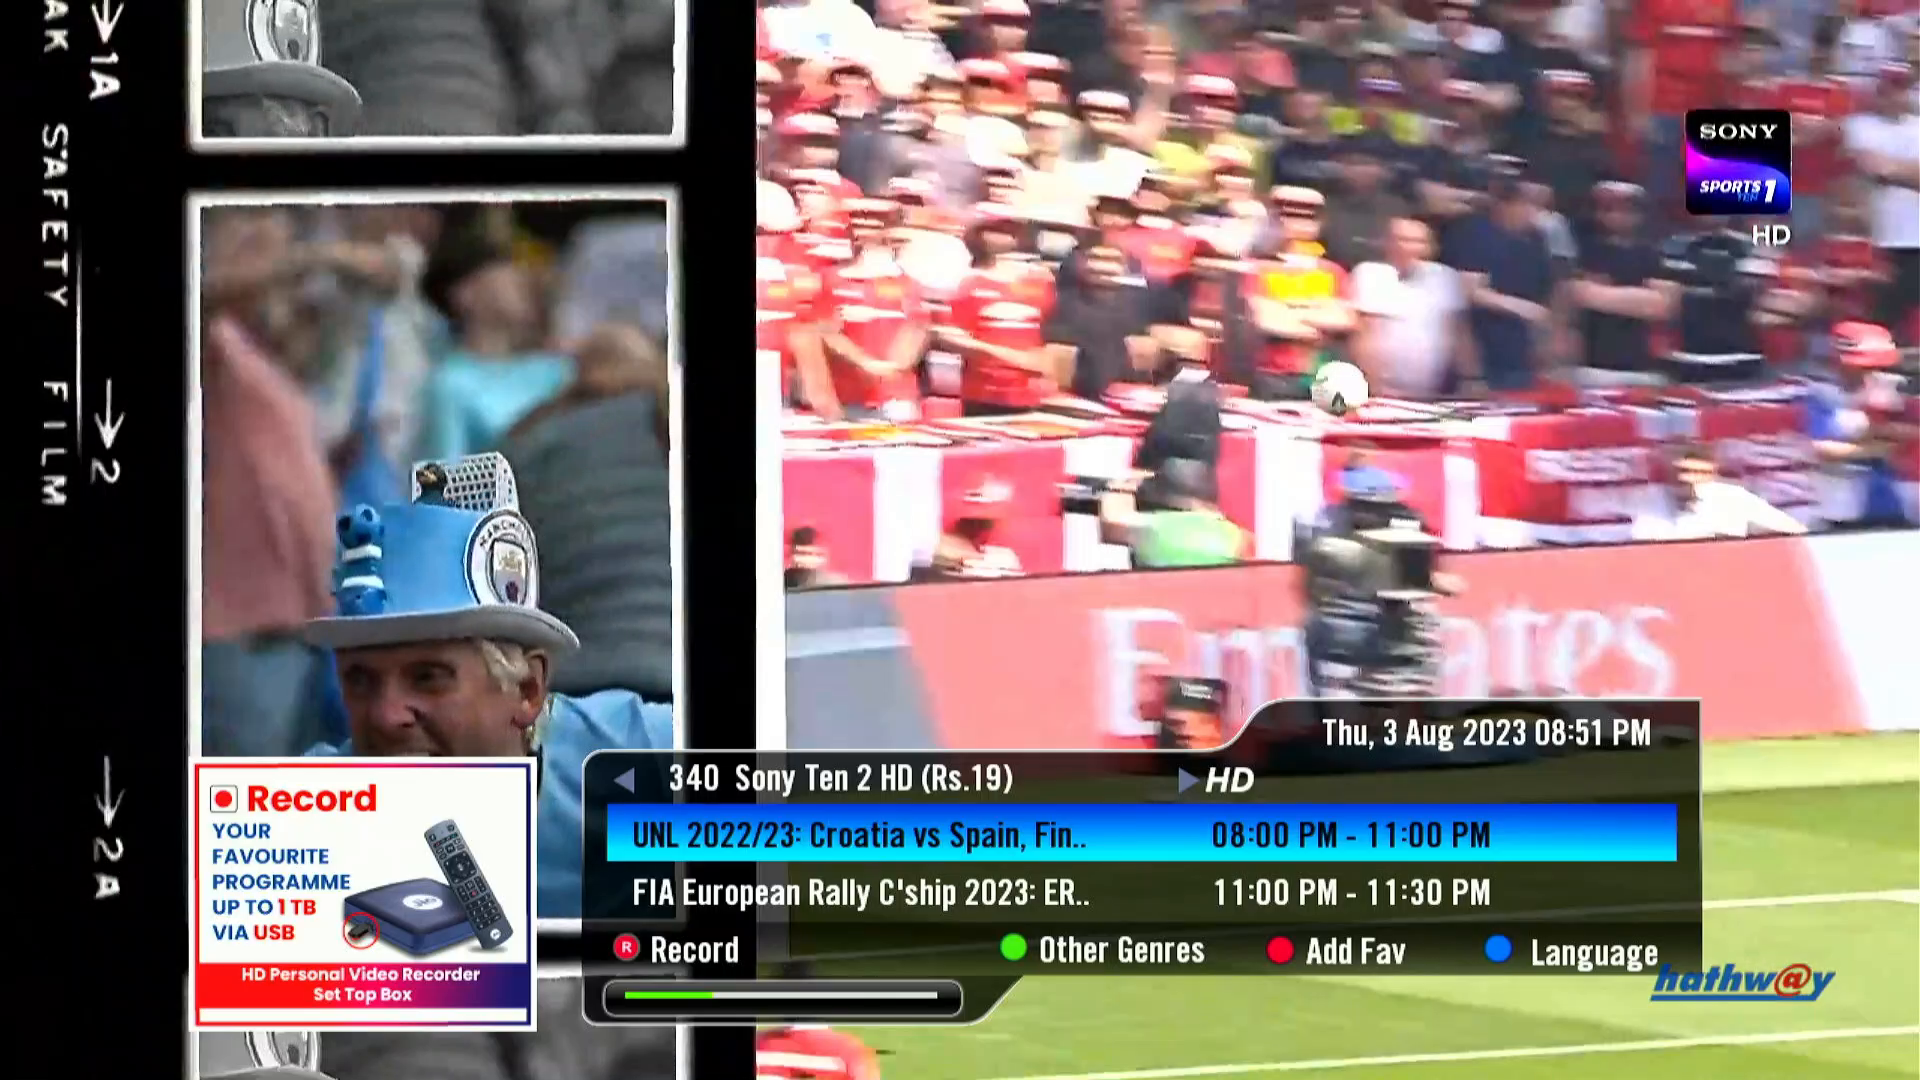 AK SAFETY FILM
1A
2
2A
SONY
SPORTS
TEN 1
HD
MANCHE
Emirates
Thu, 3 Aug 2023 08:51 PM
340 Sony Ten 2 HD (Rs.19)
HD
UNL 2022/23: Croatia vs Spain, Fin..
08:00 PM - 11:00 PM
FIA European Rally C'ship 2023: ER..
11:00 PM - 11:30 PM
R Record
Other Genres
Add Fav
Language
hathw@y
Record
YOUR
FAVOURITE
PROGRAMME
UP TO 1 TB
VIA USB
HD Personal Video Recorder
Set Top Box